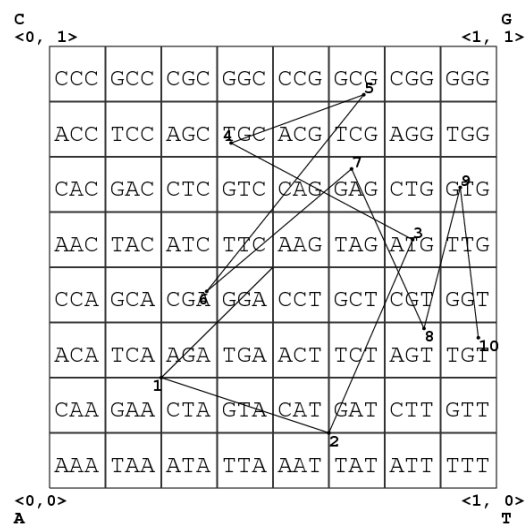 C G
<0, 1> <1, 1>
CCC GCC CGC GGC CCG GCG CGG GGG
5
ACC TCC AGC TGC ACG TCG AGG TGG
4
7
CAC GAC CTC GTC CAG GAG CTG GTG
9
AAC TAC ATC TTC AAG TAG ATG TTG
3
CCA GCA CGA GGA CCT GCT CGT GGT
6
8
ACA TCA AGA TGA ACT TCT AGT TGT
10
1
CAA GAA CTA GTA CAT GAT CTT GTT
2
AAA TAA ATA TTA AAT TAT ATT TTT
<0,0> <1, 0>
A T